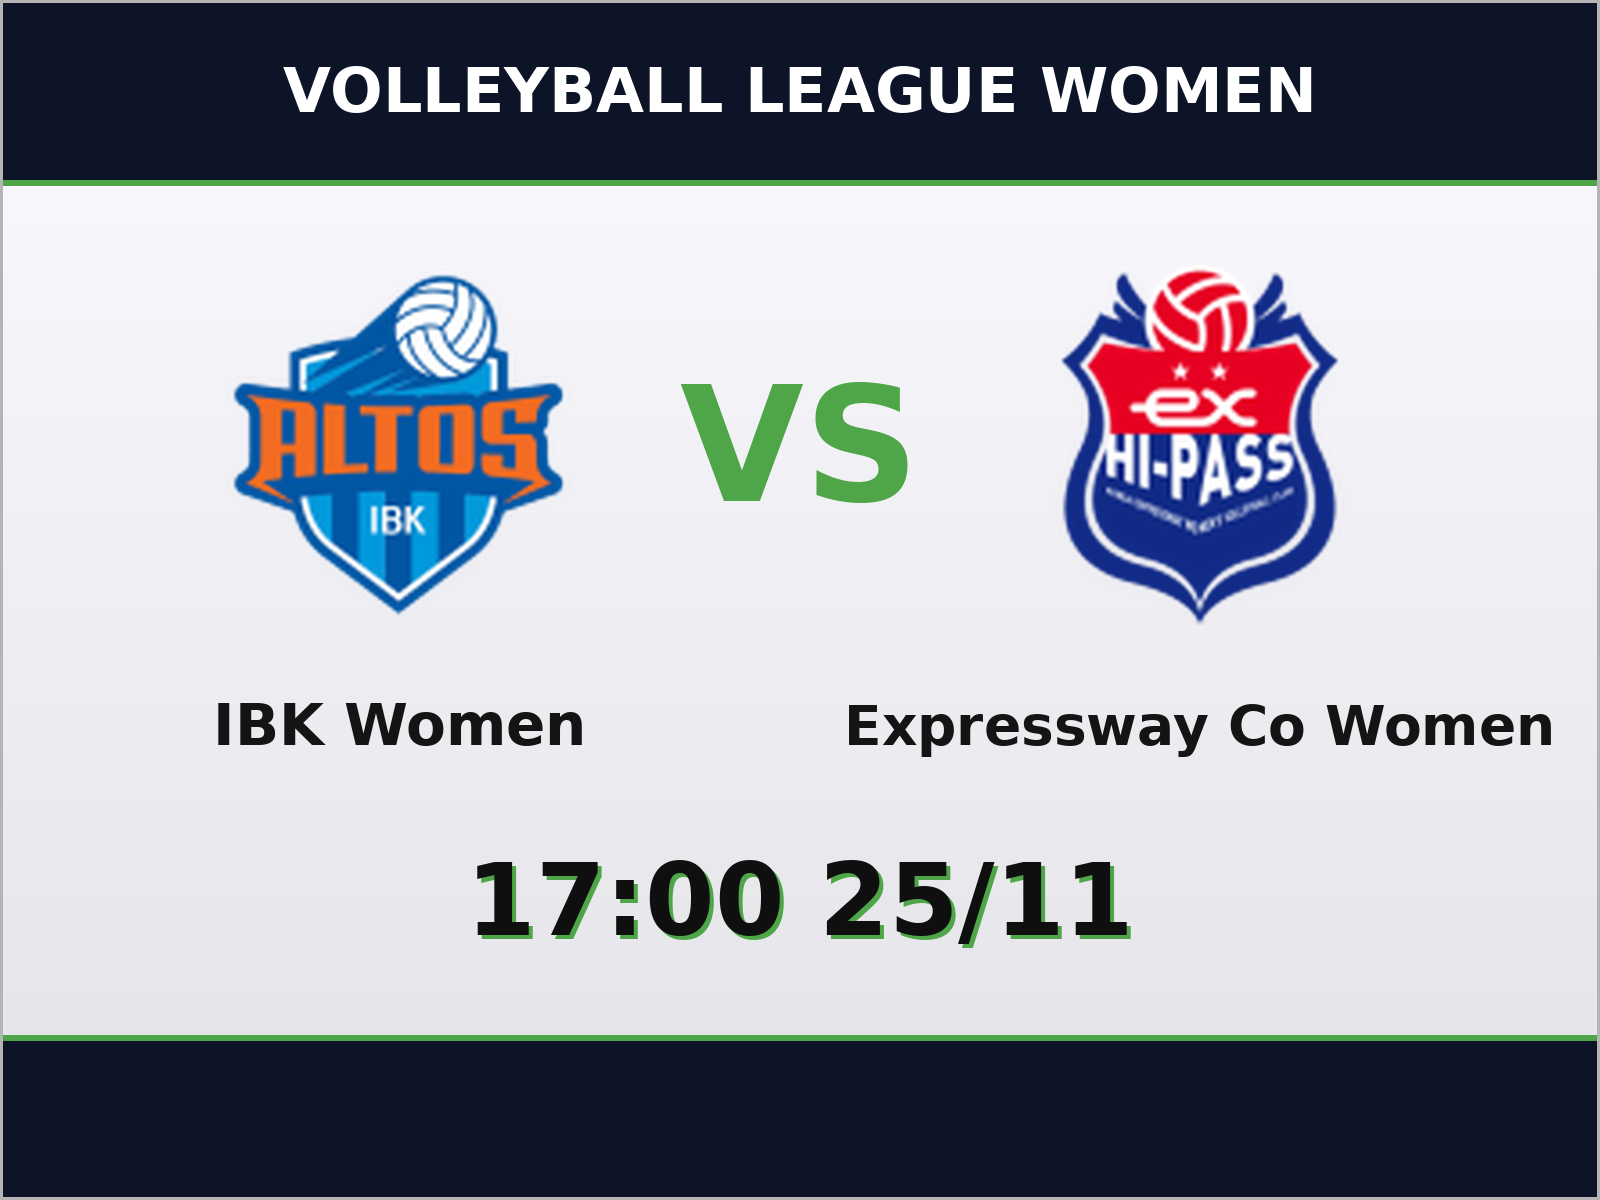 VOLLEYBALL LEAGUE WOMEN
ALTOS
IBK
VS
ex
HI-PASS
IBK Women
Expressway Co Women
17:00 25/11